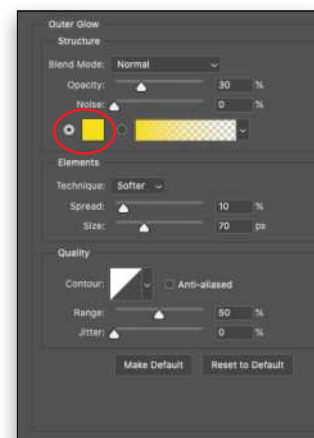 Outer Glow
Structure
Blend Mode: Normal
Opacity: 30 %
Noise: 0 %
Elements
Technique: Softer
Spread: 10 %
Size: 70 px
Quality
Contour: Anti-aliased
Range: 50 %
Jitter: 0 %
Make Default Reset to Default